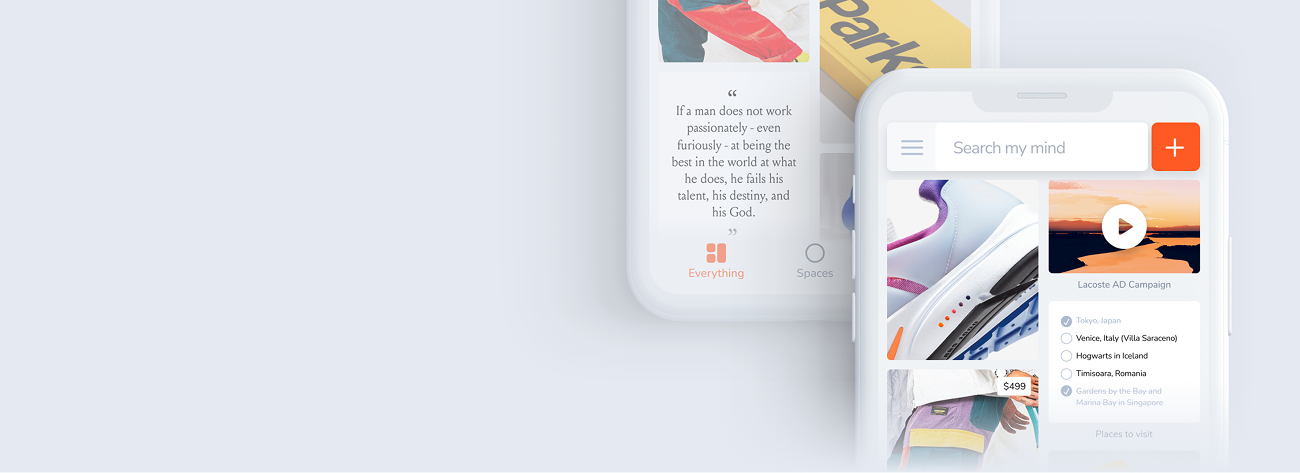 Park
“
If a man does not work
passionately - even
furiously - at being the
best in the world at what
he does, he fails his
talent, his destiny, and
his God.
”
Everything
Spaces
Search my mind
Lacoste AD Campaign
Tokyo, Japan
Venice, Italy (Villa Saraceno)
Hogwarts in Iceland
Timisoara, Romania
Gardens by the Bay and
Marina Bay in Singapore
Places to visit
$499